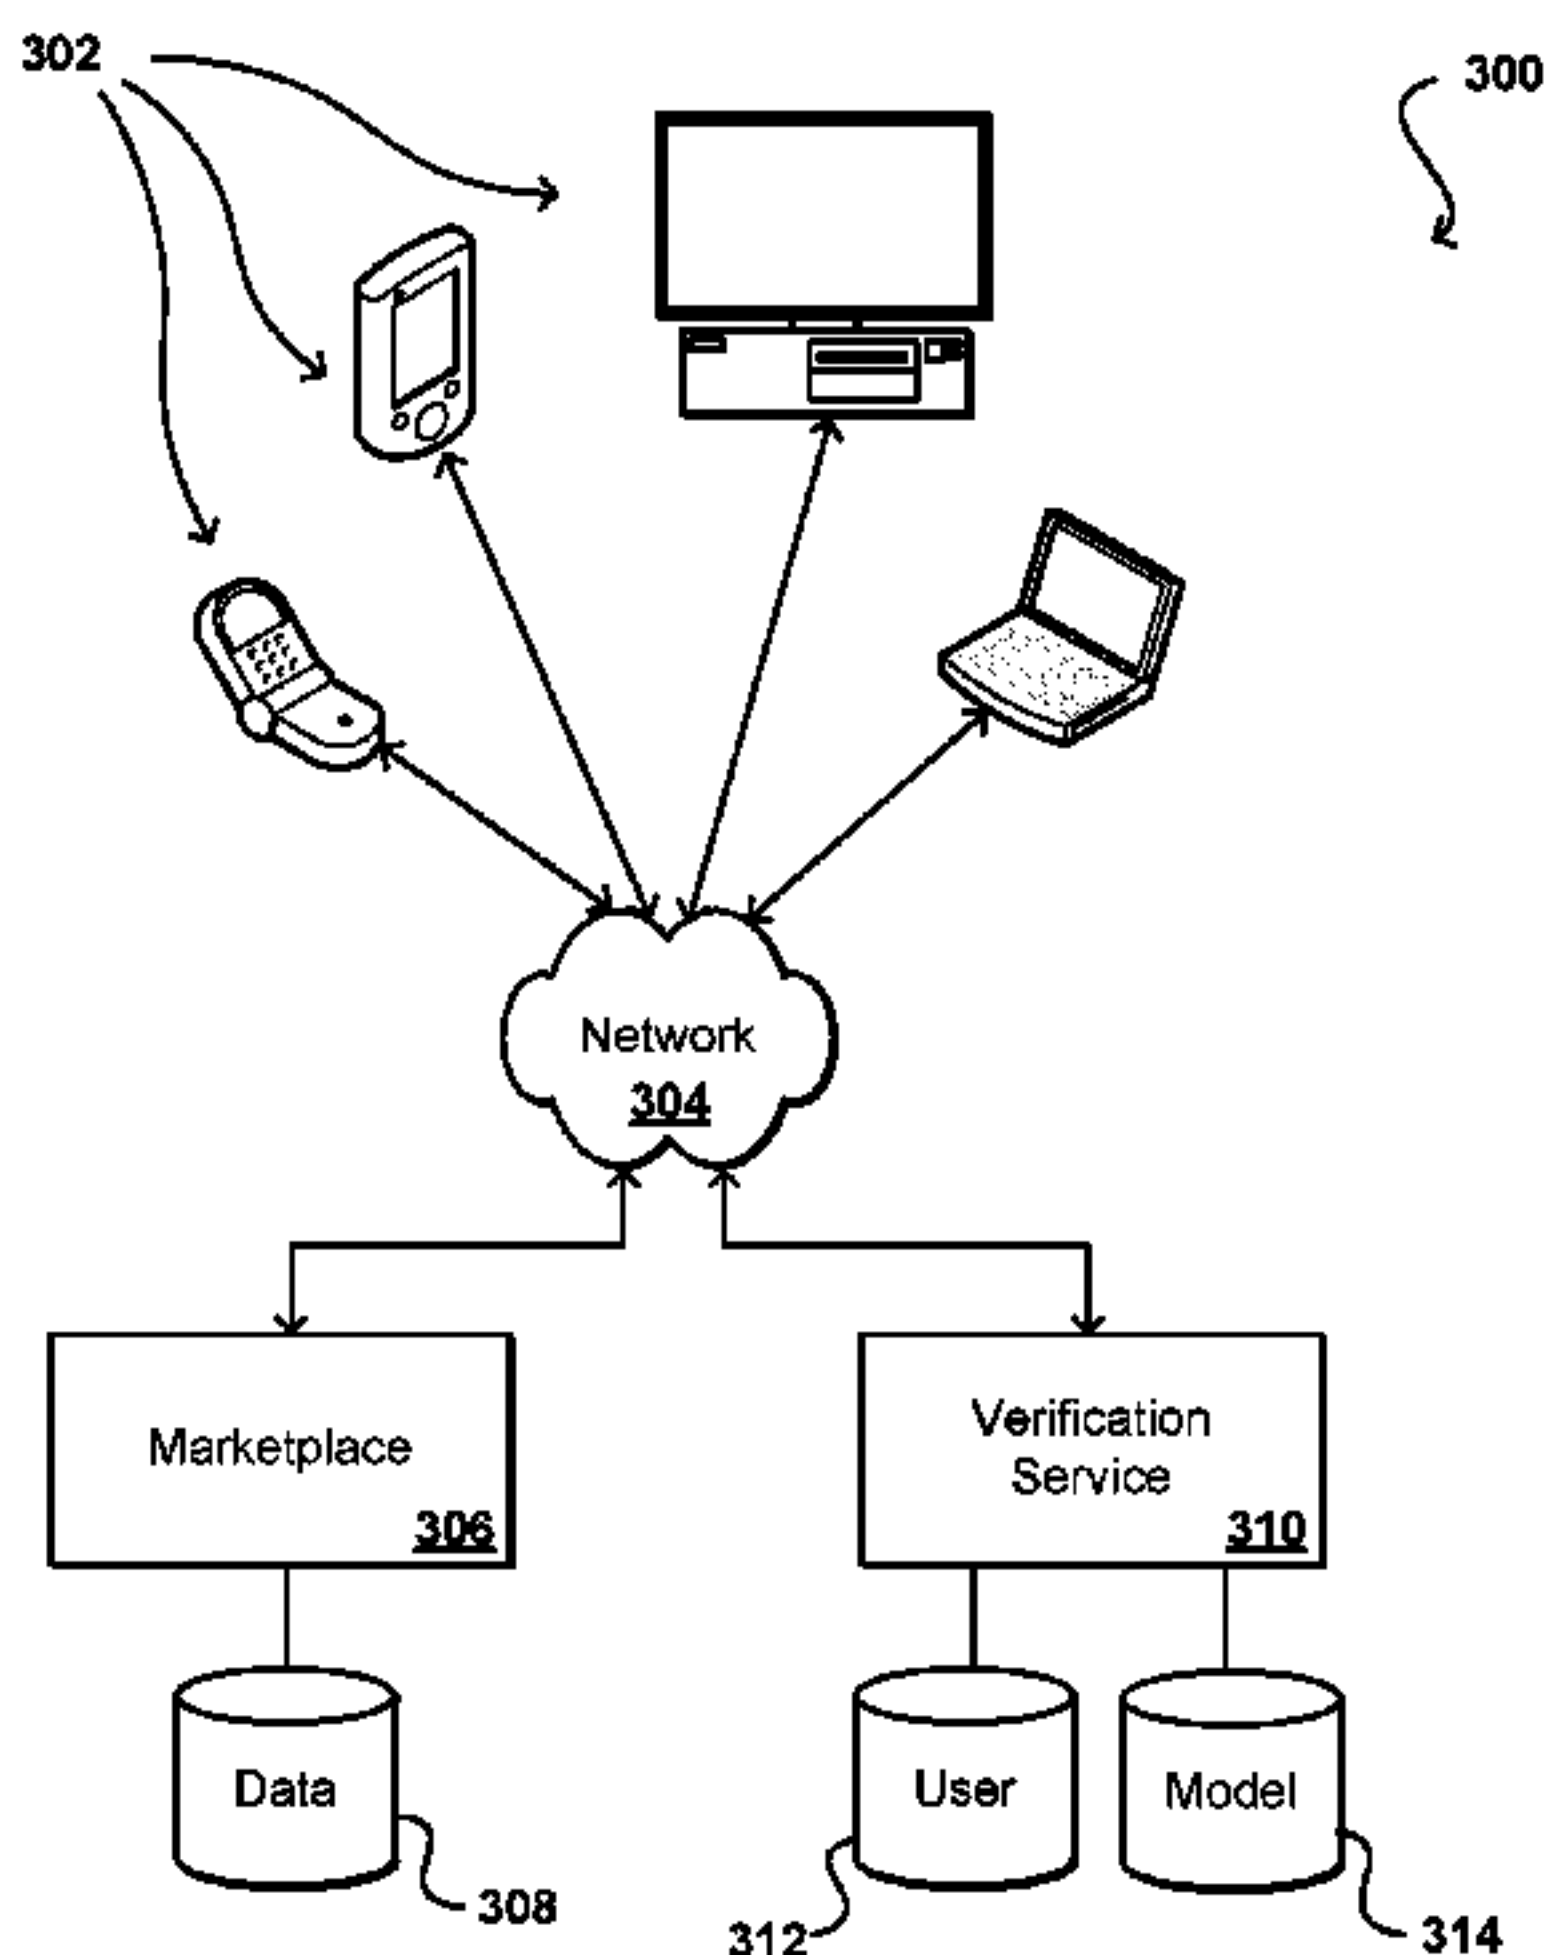 302
300
Network
304
Marketplace
306
Verification
Service
310
Data
User
Model
308
312
314